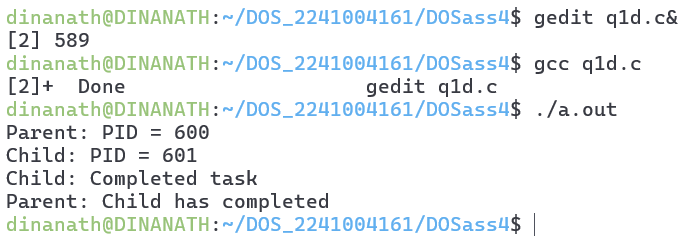 dinanath@DINANATH:~/DOS_2241004161/DOSass4$ gedit q1d.c&
[2] 589
dinanath@DINANATH:~/DOS_2241004161/DOSass4$ gcc q1d.c
[2]+  Done                    gedit q1d.c
dinanath@DINANATH:~/DOS_2241004161/DOSass4$ ./a.out
Parent: PID = 600
Child: PID = 601
Child: Completed task
Parent: Child has completed
dinanath@DINANATH:~/DOS_2241004161/DOSass4$